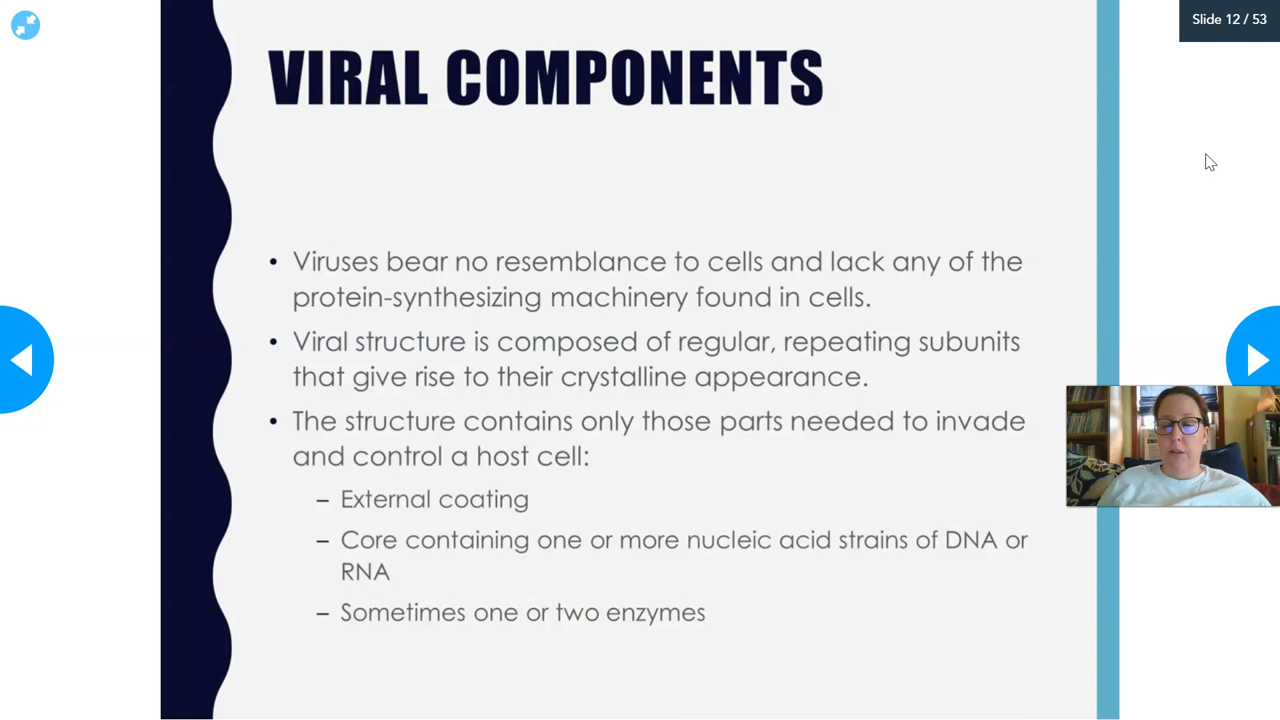 Slide 12 / 53
VIRAL COMPONENTS
• Viruses bear no resemblance to cells and lack any of the
protein-synthesizing machinery found in cells.
• Viral structure is composed of regular, repeating subunits
that give rise to their crystalline appearance.
• The structure contains only those parts needed to invade
and control a host cell:
– External coating
– Core containing one or more nucleic acid strains of DNA or
RNA
– Sometimes one or two enzymes